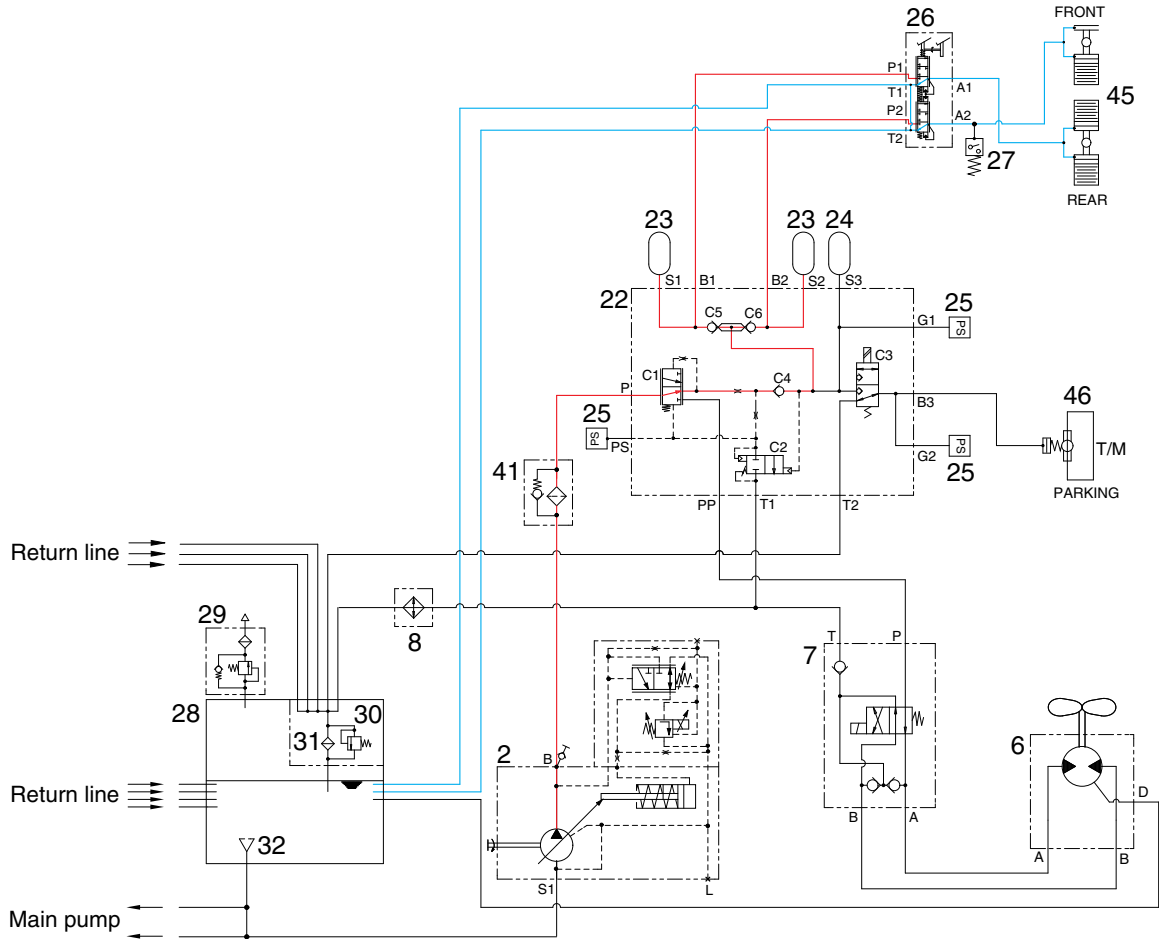 26
FRONT
P1
T1
A1
P2
A2
T2
45
27
REAR
23
23
24
S1
B1
B2
S2
S3
22
C5
C6
25
G1
PS
C3
C1
P
C4
B3
46
25
PS
PS
C2
G2
PS
25
T/M
PARKING
41
PP
T1
T2
Return line
29
8
7
T
P
28
30
31
2
B
6
Return line
D
32
B
A
A
B
S1
L
Main pump